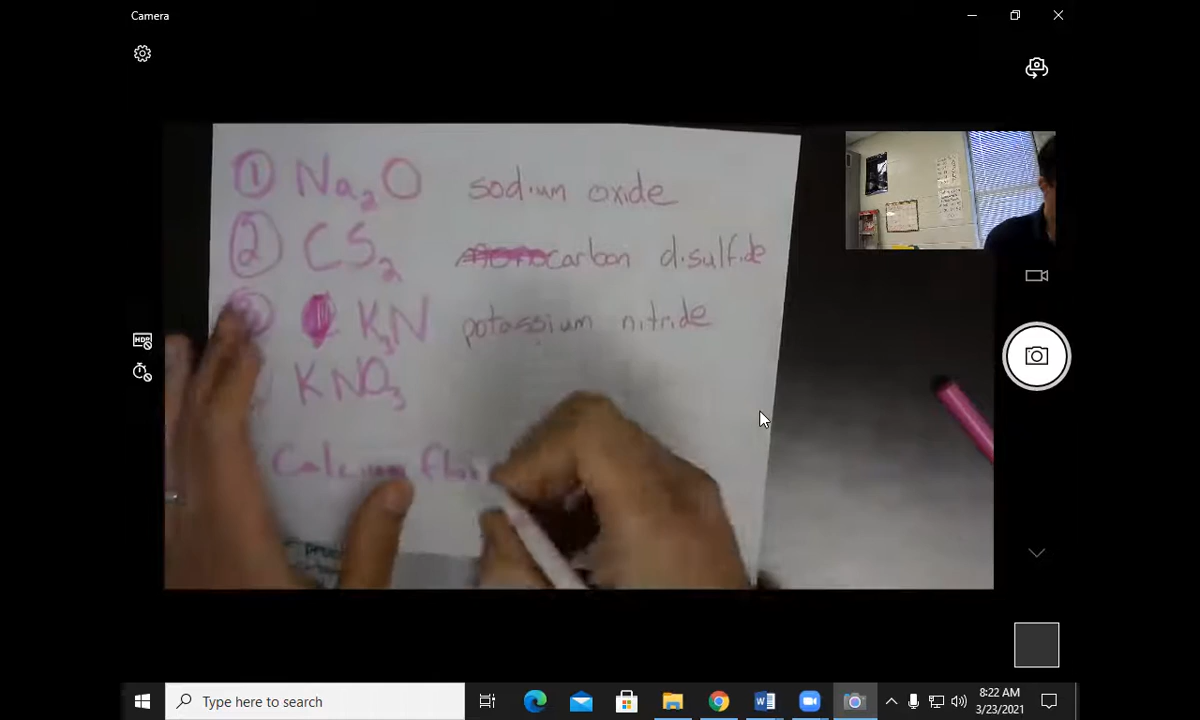 Camera
① Na₂O sodium oxide
② CS₂ carbon disulfide
K₃N potassium nitride
KNO₃
Calcium
Type here to search
8:22 AM
3/23/2021